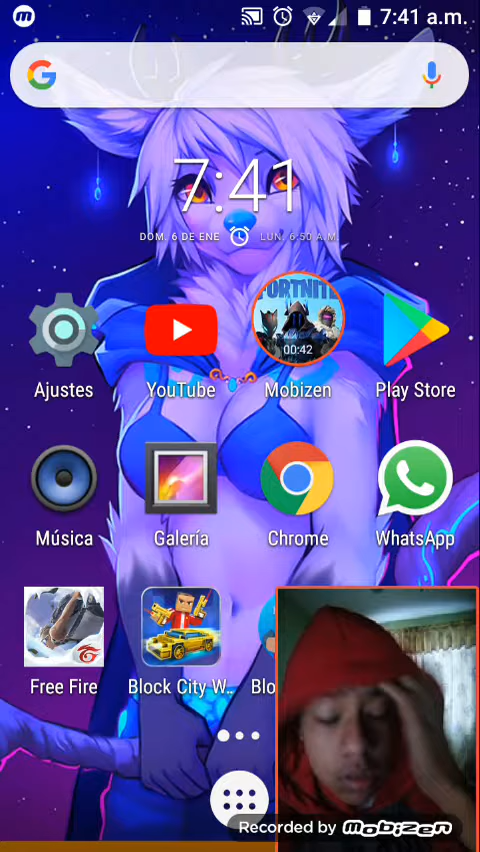 7:41 a.m.
7:41
DOM. 6 DE ENE
LUN. 6:50 A.M.
FORTNITE
00:42
Ajustes
YouTube
Mobizen
Play Store
Música
Galería
Chrome
WhatsApp
Free Fire
Block City W..
Blo
Recorded by Mobizen